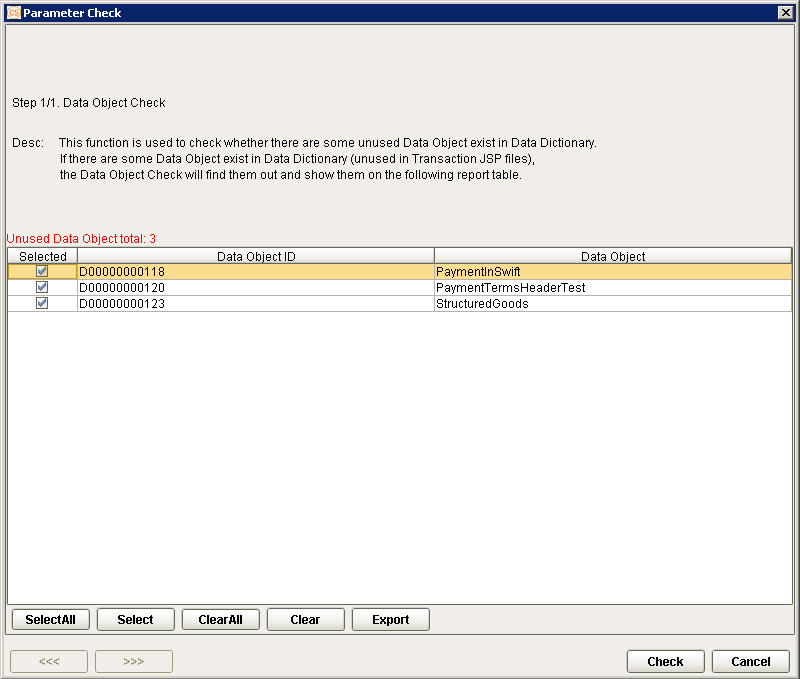 Parameter Check
Step 1/1. Data Object Check
Desc: This function is used to check whether there are some unused Data Object exist in Data Dictionary.
If there are some Data Object exist in Data Dictionary (unused in Transaction JSP files),
the Data Object Check will find them out and show them on the following report table.
Unused Data Object total: 3
Selected Data Object ID Data Object
D00000000118 PaymentInSwift
D00000000120 PaymentTermsHeaderTest
D00000000123 StructuredGoods
SelectAll Select ClearAll Clear Export
<<< >>> Check Cancel